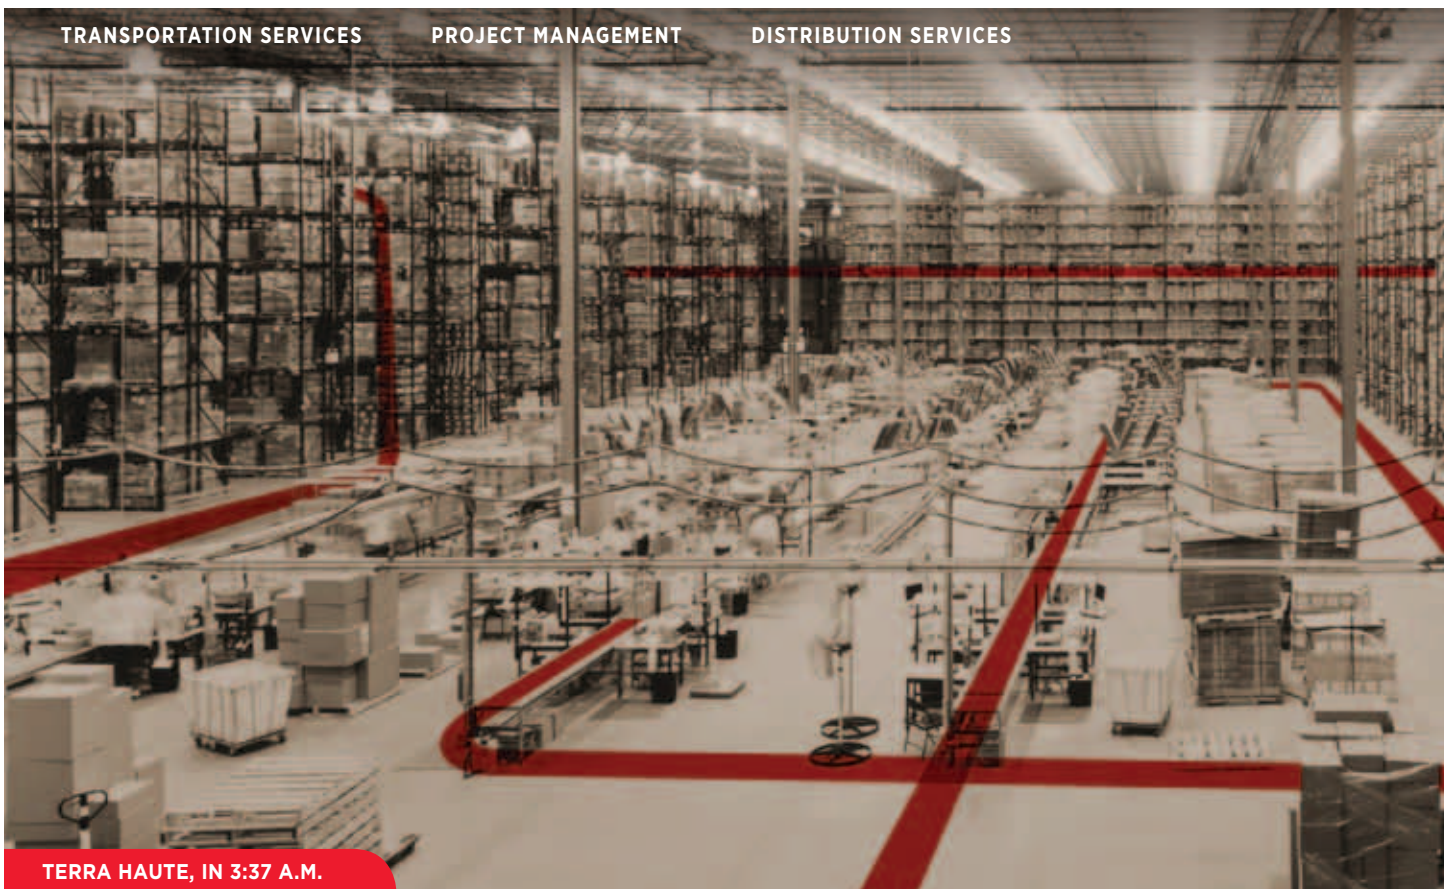 TRANSPORTATION SERVICES PROJECT MANAGEMENT DISTRIBUTION SERVICES
TERRA HAUTE, IN 3:37 A.M.